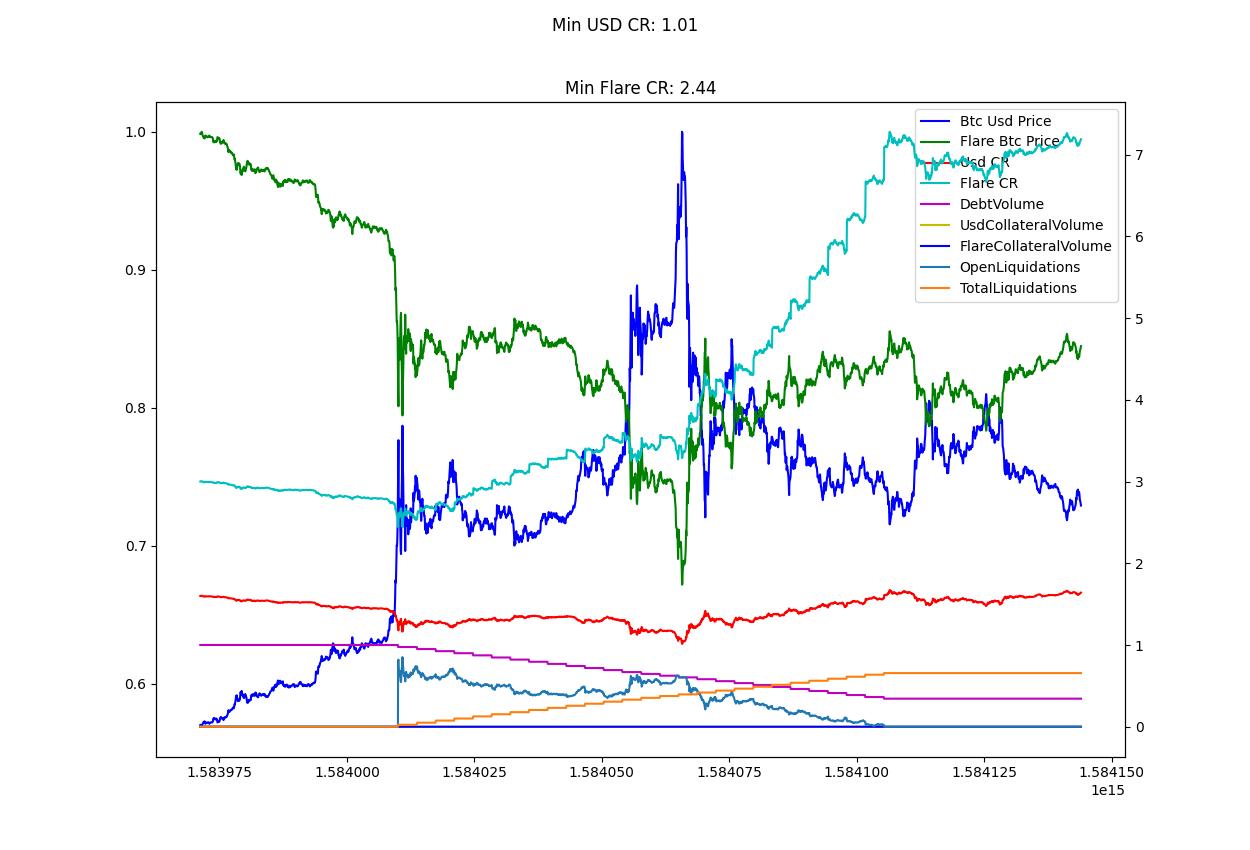 Min USD CR: 1.01
Min Flare CR: 2.44
Btc Usd Price
Flare Btc Price
Usd CR
Flare CR
DebtVolume
UsdCollateralVolume
FlareCollateralVolume
OpenLiquidations
TotalLiquidations
1.0
0.9
0.8
0.7
0.6
7
6
5
4
3
2
1
0
1.583975 1.584000 1.584025 1.584050 1.584075 1.584100 1.584125 1.584150
1e15